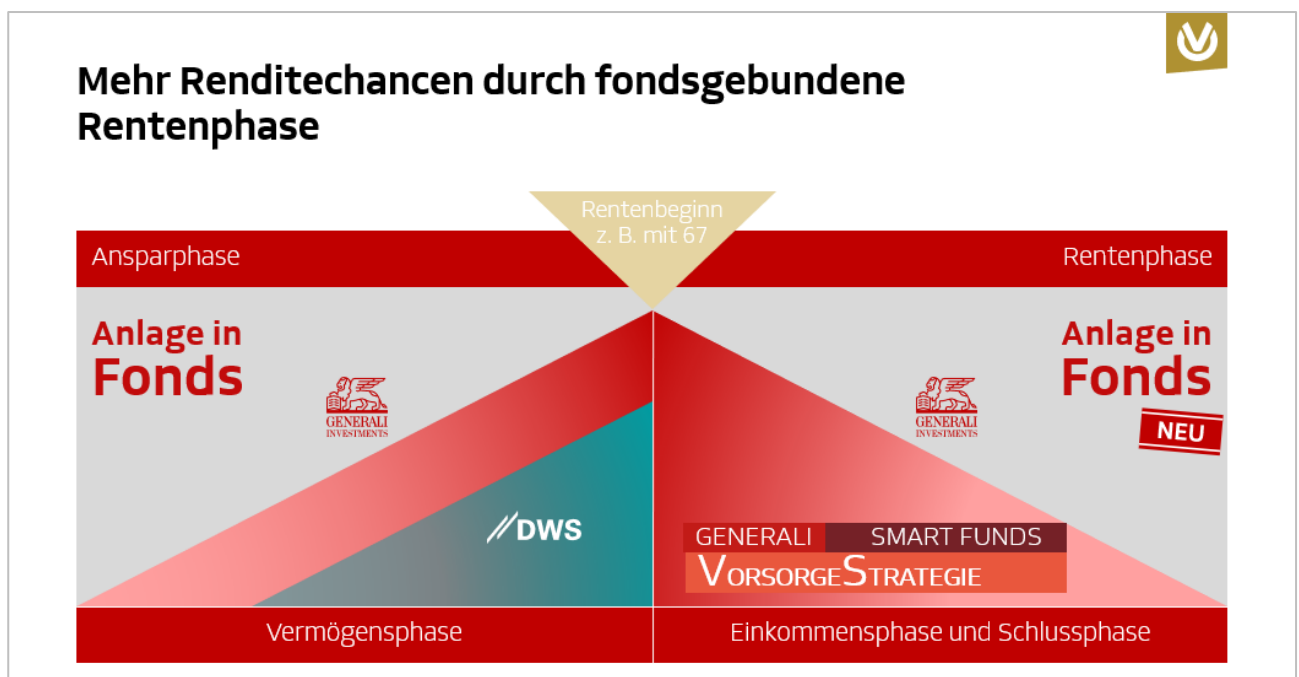 Mehr Renditechancen durch fondsgebundene
Rentenphase
Rentenbeginn
z. B. mit 67
Ansparphase
Rentenphase
Anlage in
Fonds
GENERALI
INVESTMENTS
DWS
Anlage in
Fonds
NEU
GENERALI
INVESTMENTS
GENERALI SMART FUNDS
VORSORGESTRATEGIE
Vermögensphase
Einkommensphase und Schlussphase